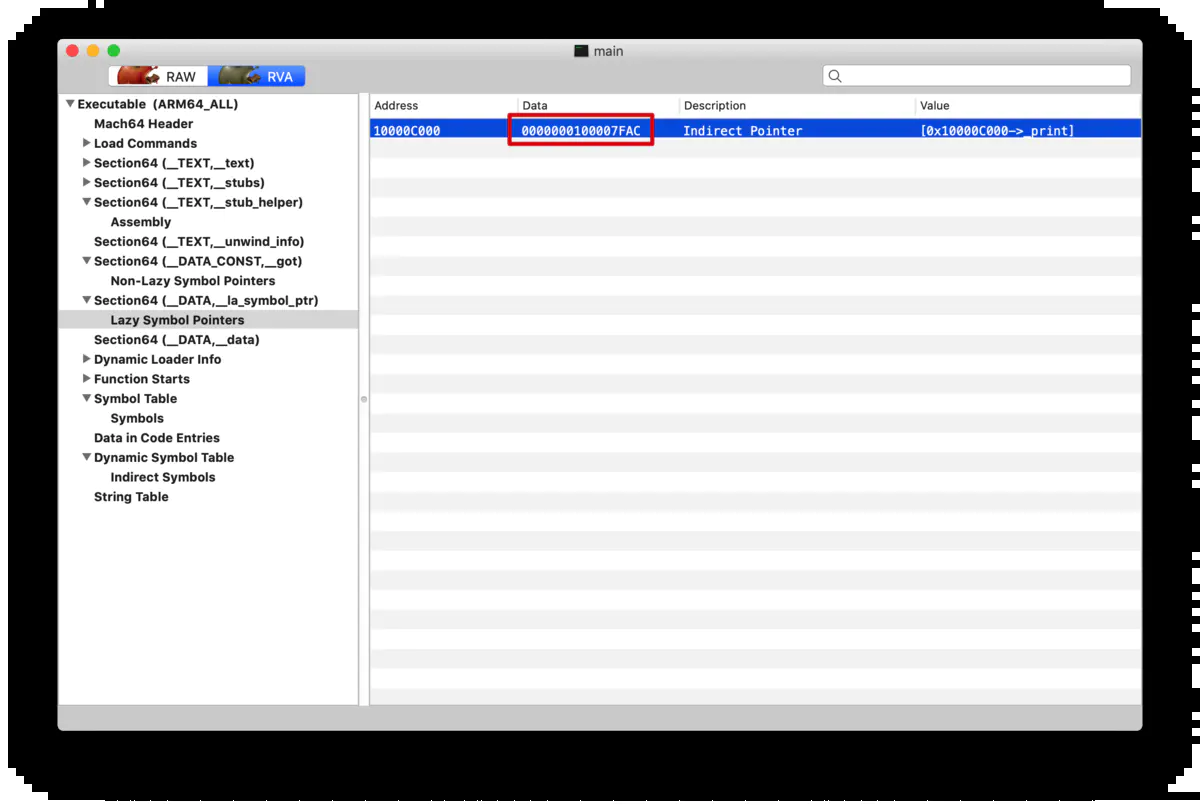 main
RAW RVA
Executable (ARM64_ALL)
Mach64 Header
Load Commands
Section64 (__TEXT,__text)
Section64 (__TEXT,__stubs)
Section64 (__TEXT,__stub_helper)
Assembly
Section64 (__TEXT,__unwind_info)
Section64 (__DATA_CONST,__got)
Non-Lazy Symbol Pointers
Section64 (__DATA,__la_symbol_ptr)
Lazy Symbol Pointers
Section64 (__DATA,__data)
Dynamic Loader Info
Function Starts
Symbol Table
Symbols
Data in Code Entries
Dynamic Symbol Table
Indirect Symbols
String Table
Address Data Description Value
10000C000 0000000100007FAC Indirect Pointer [0x10000C000->_print]